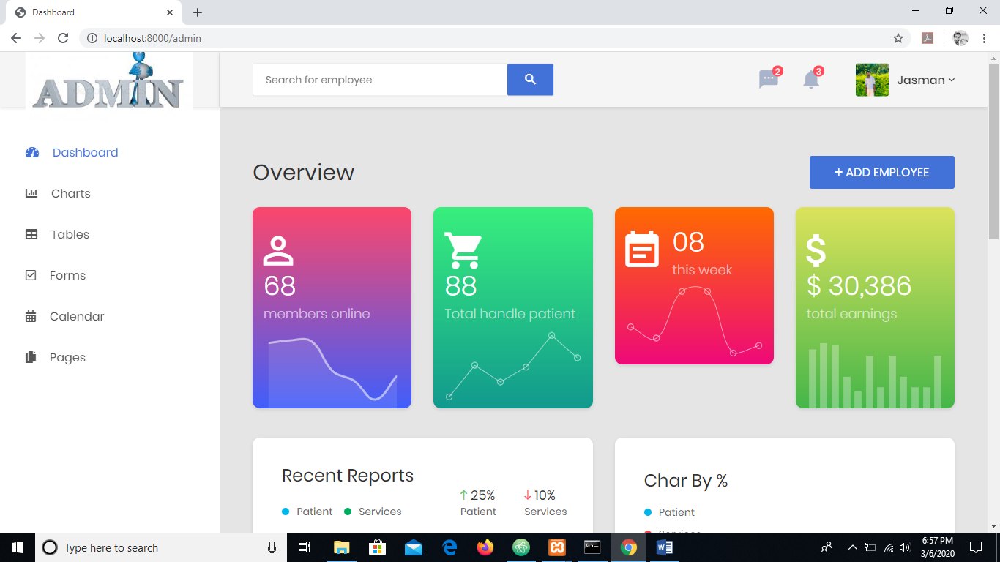 Dashboard
localhost:8000/admin
ADMIN
Search for employee
2
3
Jasman
Dashboard
Charts
Tables
Forms
Calendar
Pages
Overview
+ ADD EMPLOYEE
68
members online
88
Total handle patient
08
this week
$ 30,386
total earnings
Recent Reports
Patient
Services
25%
Patient
10%
Services
Char By %
Patient
Services
Type here to search
6:57 PM
3/6/2020